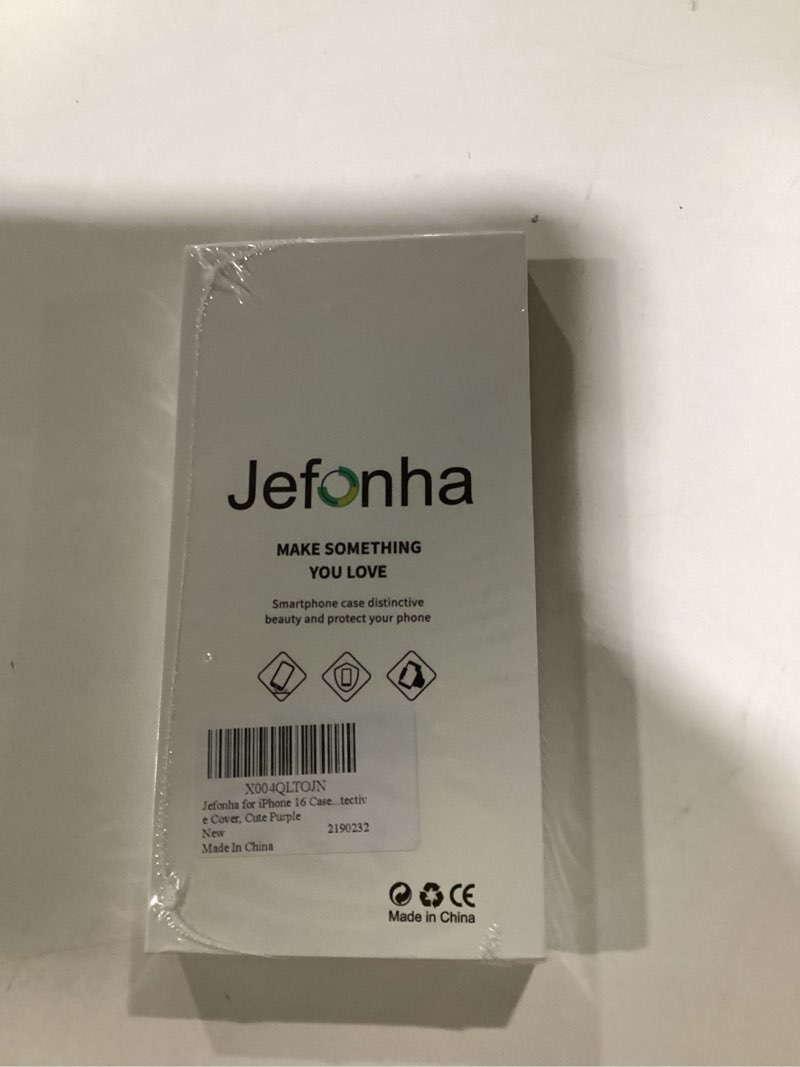 Jefonha
MAKE SOMETHING
YOU LOVE
Smartphone case distinctive
beauty and protect your phone
X004QLTOJN
Jefonha for iPhone 16 Case...tectiv
e Cover, Cute Purple
New 2190232
Made In China
CE
Made in China